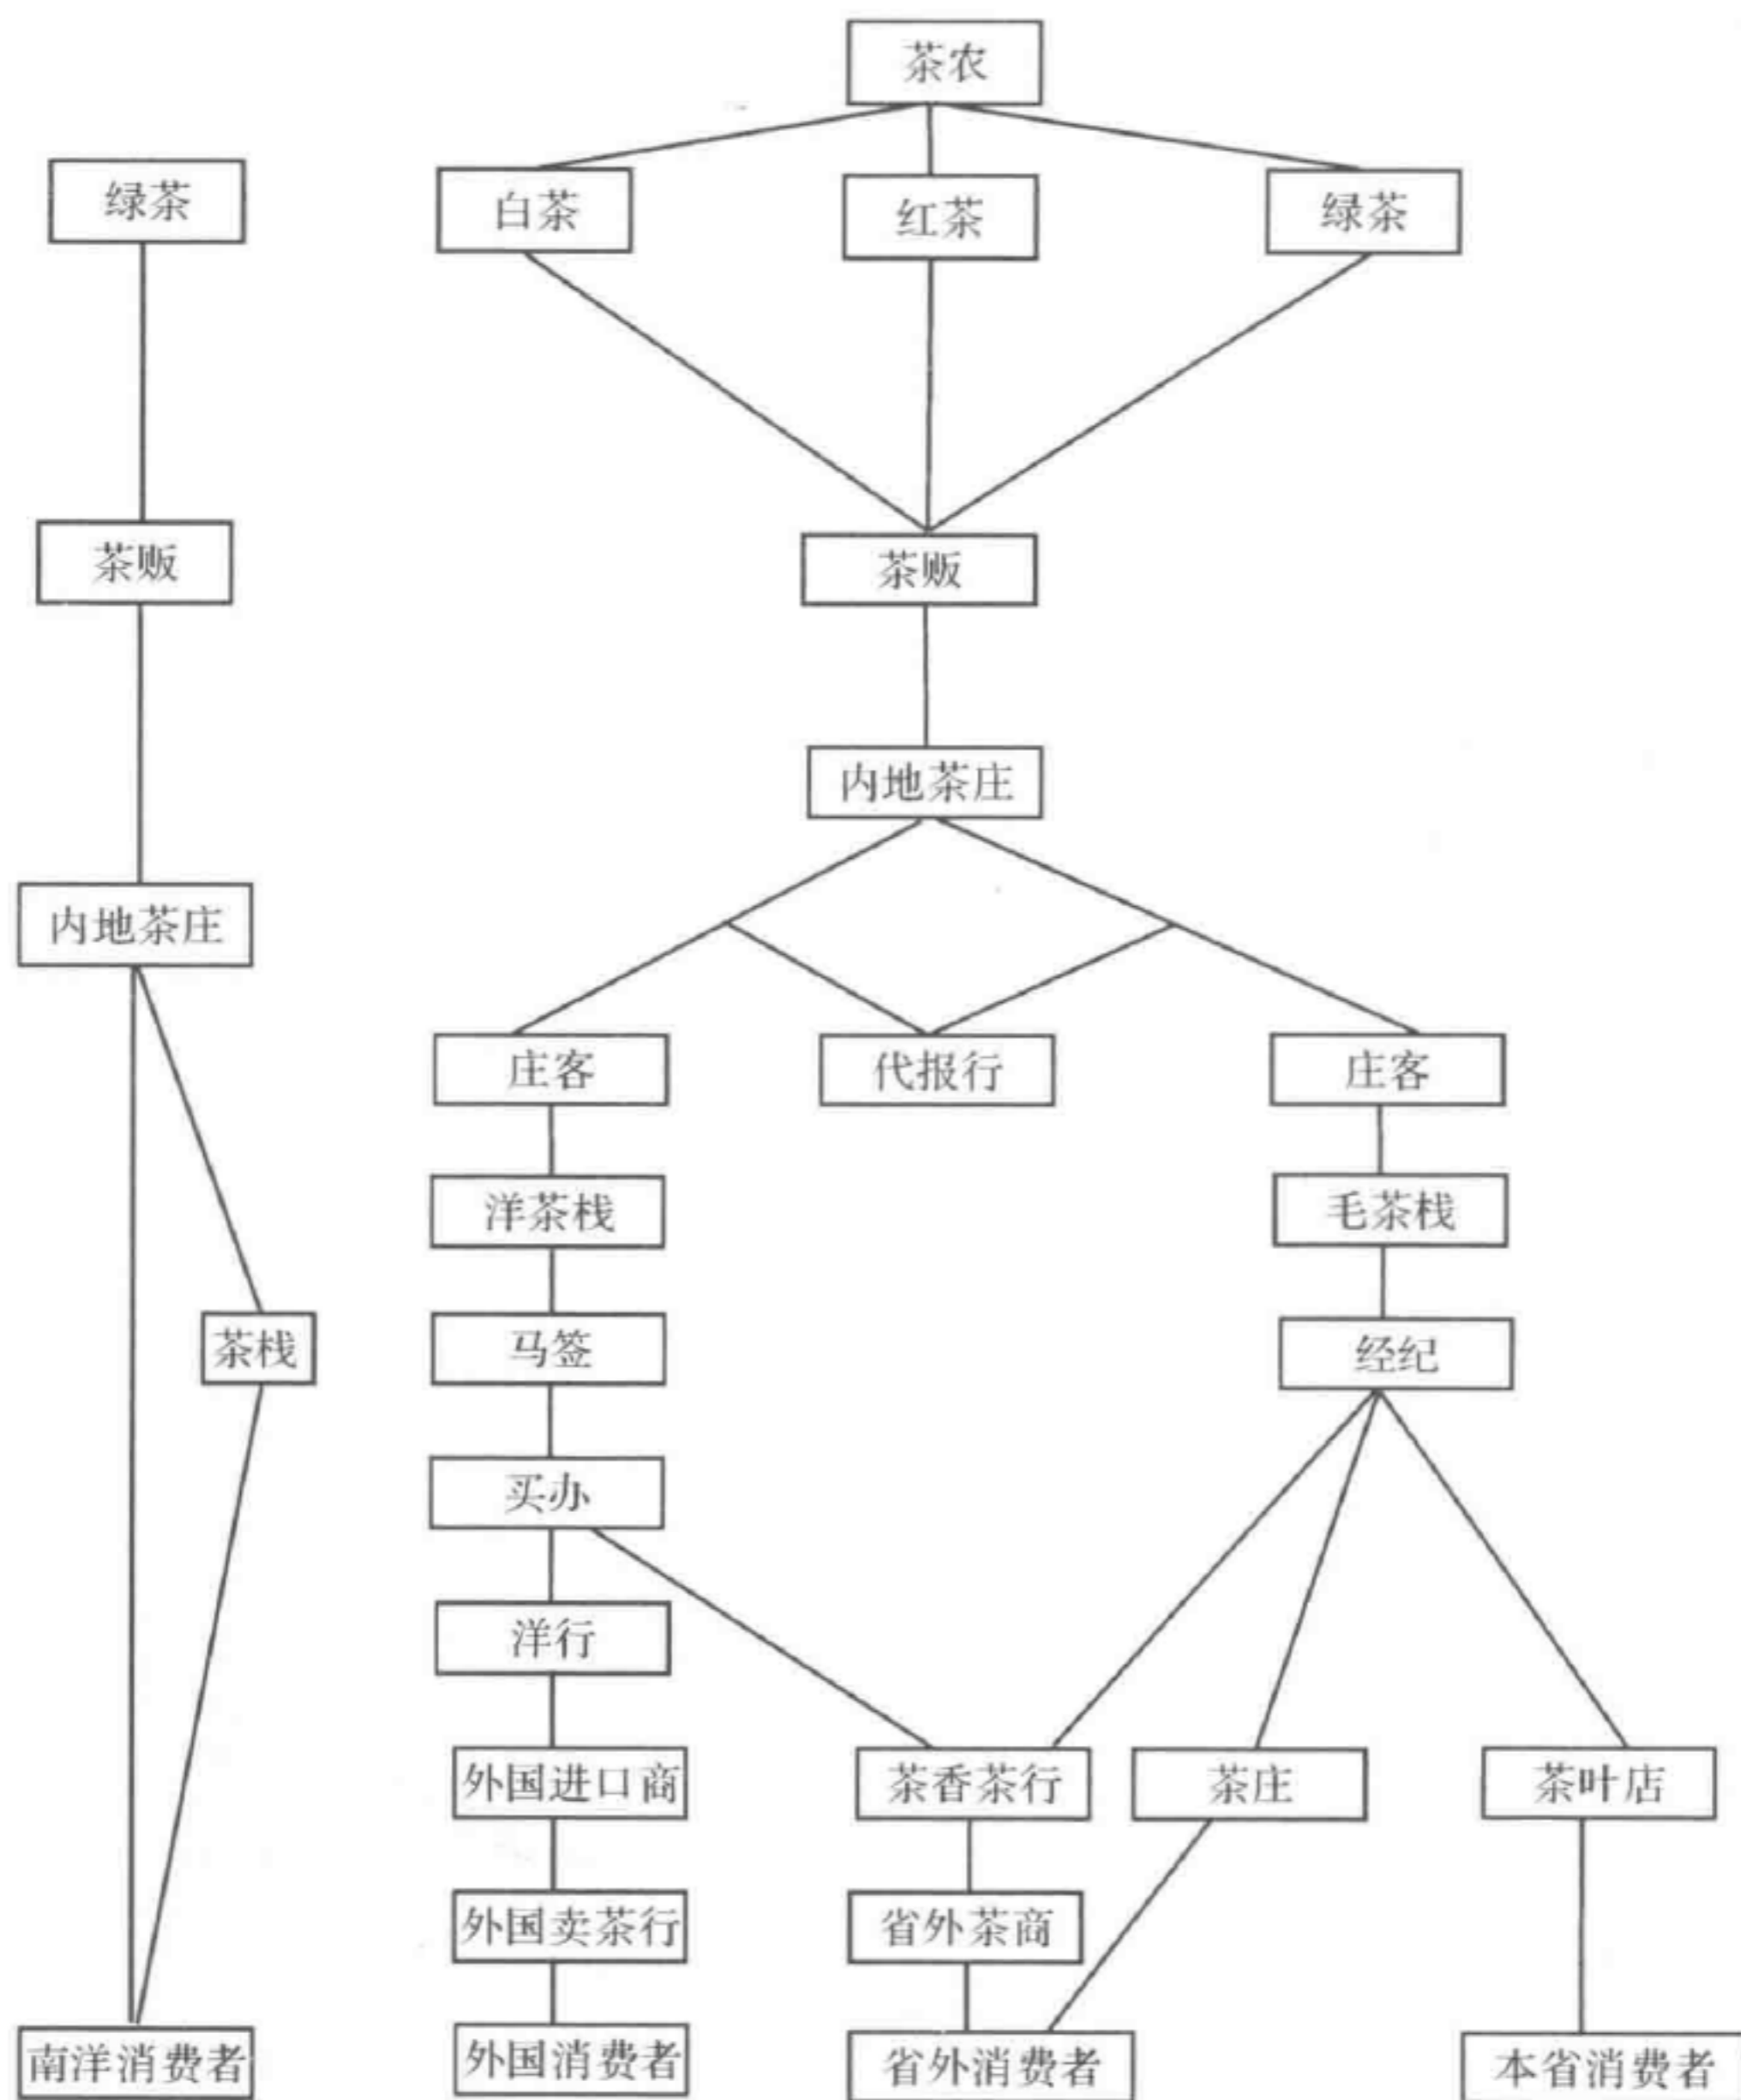 茶农
绿茶
白茶
红茶
绿茶
茶贩
茶贩
内地茶庄
内地茶庄
庄客
代报行
庄客
洋茶栈
毛茶栈
茶栈
马签
经纪
买办
洋行
外国进口商
茶香茶行
茶庄
茶叶店
外国卖茶行
省外茶商
南洋消费者
外国消费者
省外消费者
本省消费者